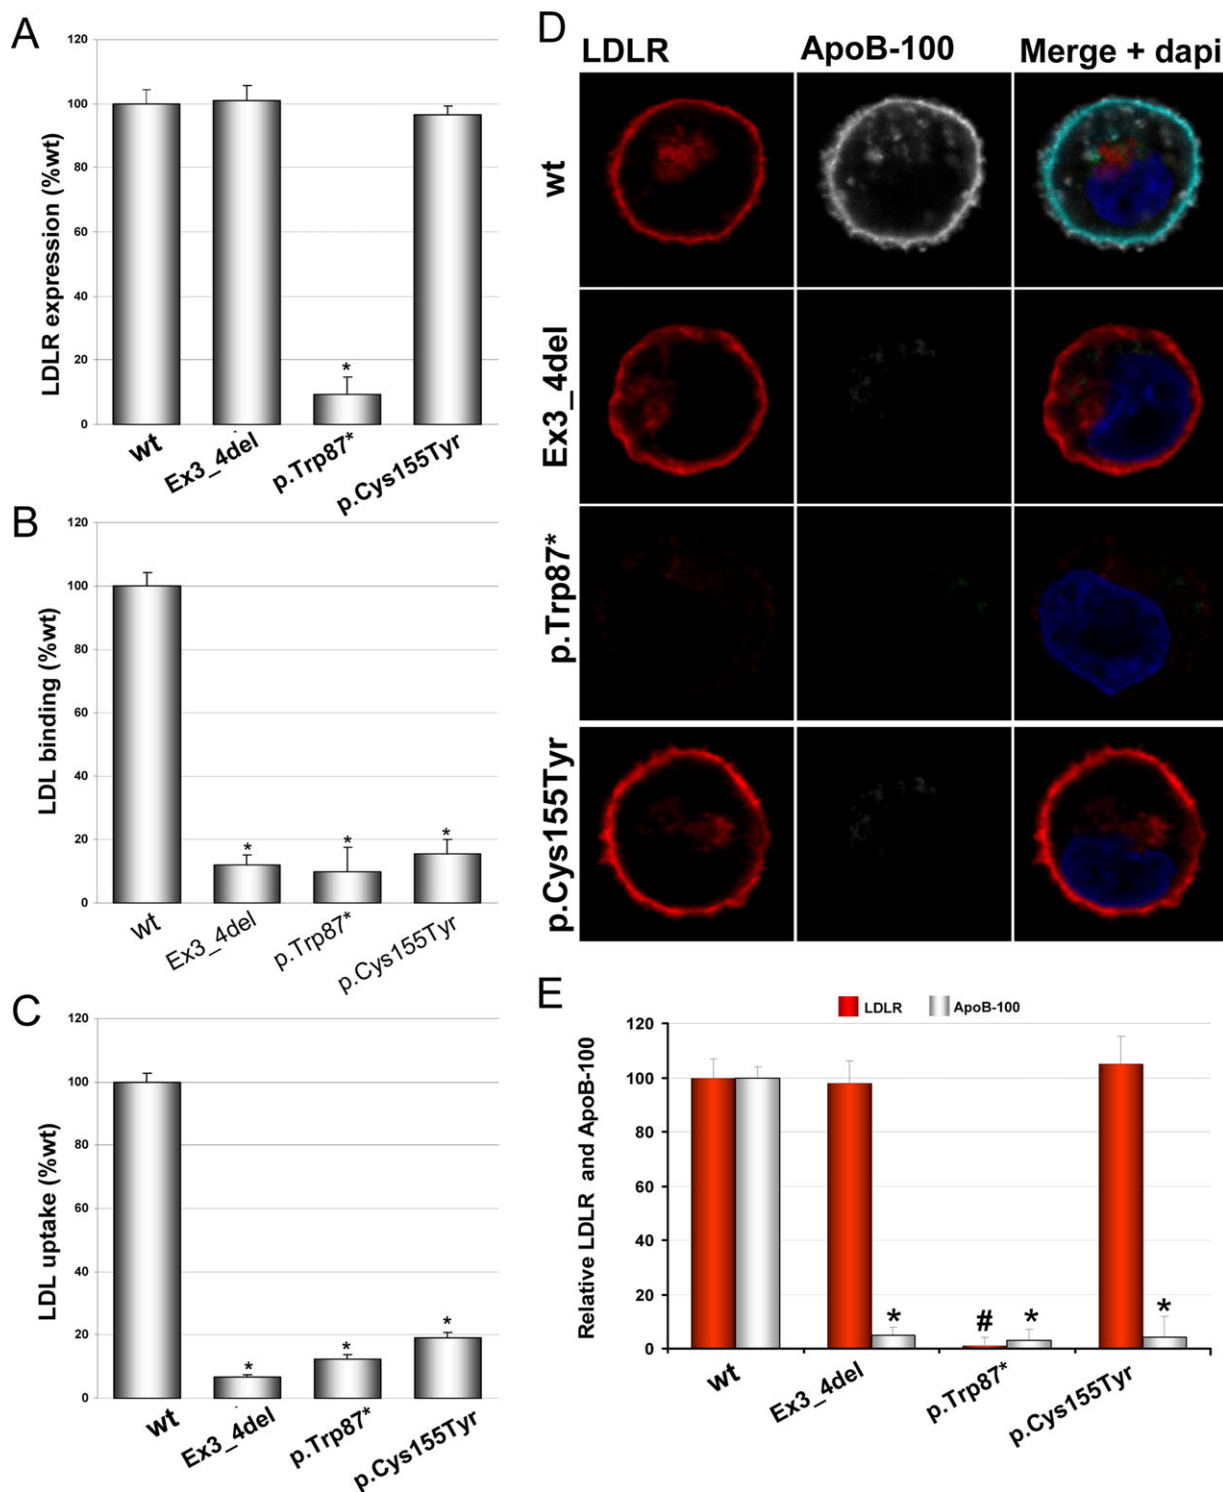 A
120
100
80
60
40
20
0
LDLR expression (%wt)
*
wt
Ex3_4del
p.Trp87*
p.Cys155Tyr
B
120
100
80
60
40
20
0
LDL binding (%wt)
*
*
*
wt
Ex3_4del
p.Trp87*
p.Cys155Tyr
C
120
100
80
60
40
20
0
LDL uptake (%wt)
*
*
*
wt
Ex3_4del
p.Trp87*
p.Cys155Tyr
D
LDLR ApoB-100 Merge + dapi
wt
Ex3_4del
p.Trp87*
p.Cys155Tyr
E
LDLR ApoB-100
120
100
80
60
40
20
0
Relative LDLR and ApoB-100
*
#
*
*
wt
Ex3_4del
p.Trp87*
p.Cys155Tyr